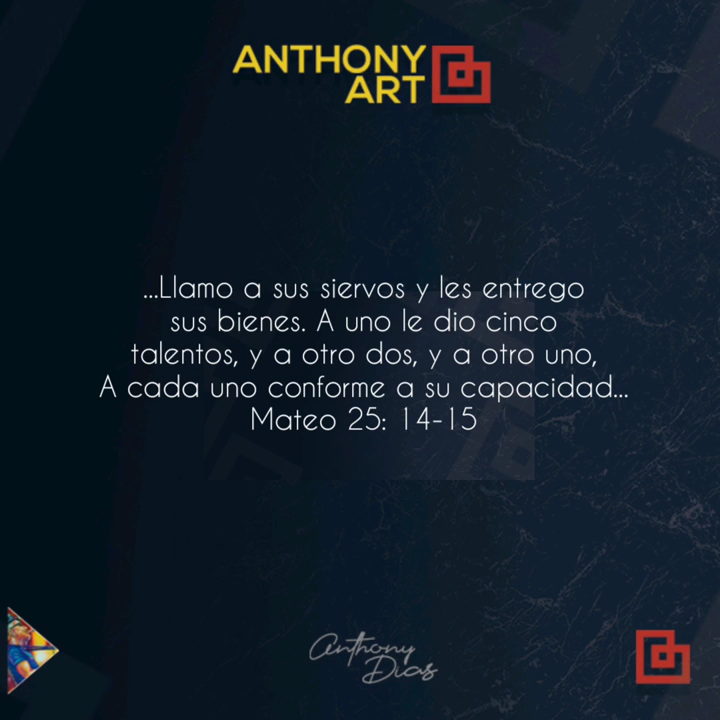 ANTHONY
ART
...Llamo a sus siervos y les entrego
sus bienes. A uno le dio cinco
talentos, y a otro dos, y a otro uno,
A cada uno conforme a su capacidad...
Mateo 25: 14-15
Anthony
Dias